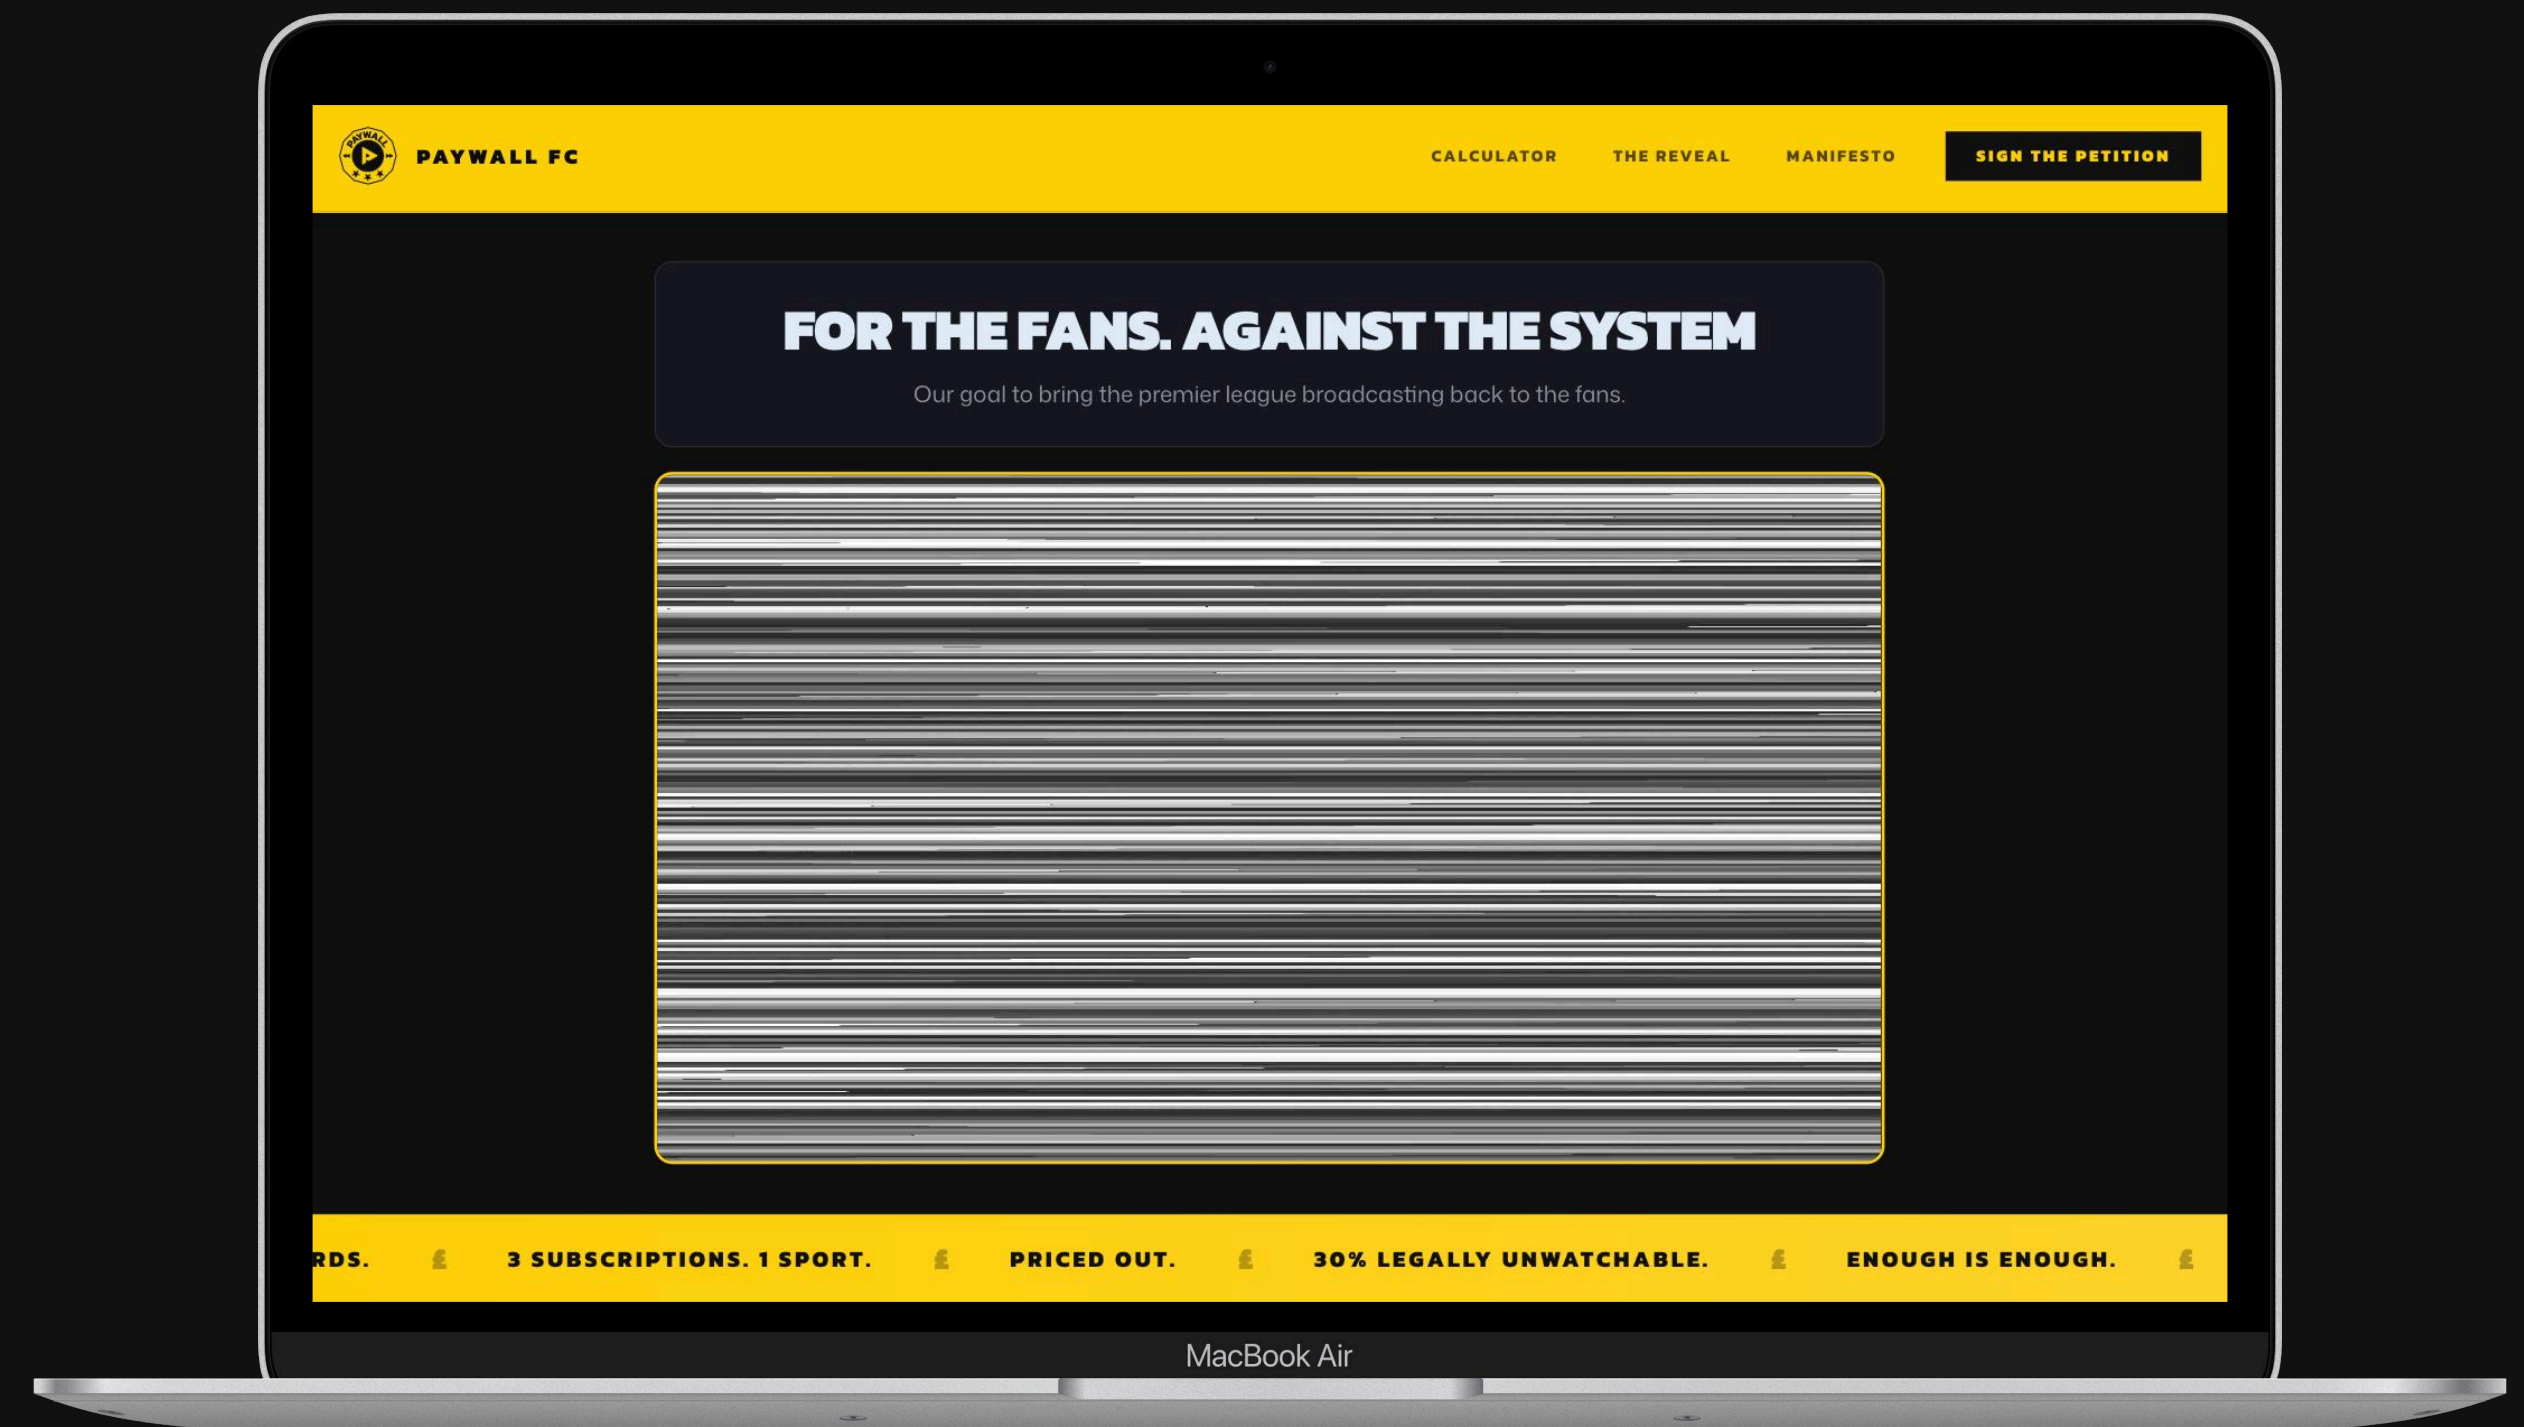 PAYWALL
PAYWALL FC
CALCULATOR
THE REVEAL
MANIFESTO
SIGN THE PETITION
FOR THE FANS. AGAINST THE SYSTEM
Our goal to bring the premier league broadcasting back to the fans.
RDS. £ 3 SUBSCRIPTIONS. 1 SPORT. £ PRICED OUT. £ 30% LEGALLY UNWATCHABLE. £ ENOUGH IS ENOUGH. £
MacBook Air